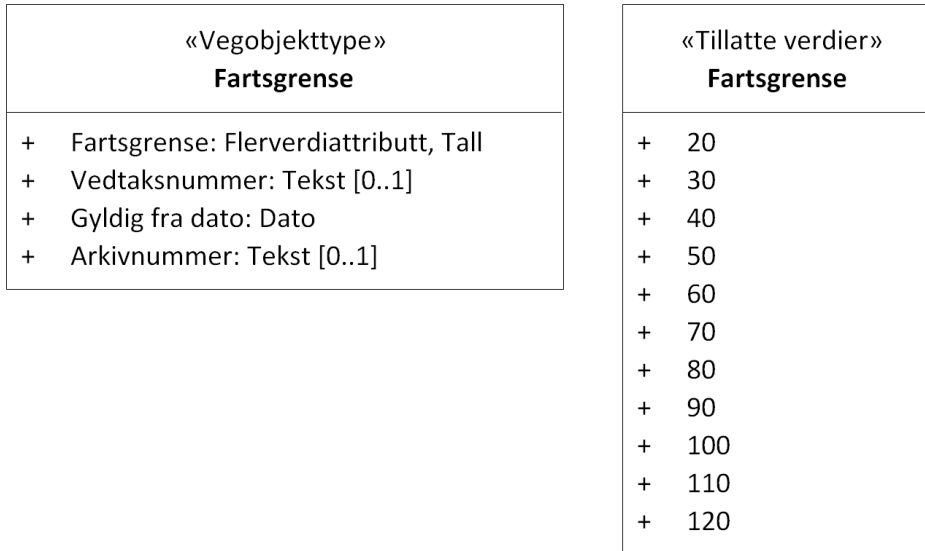 «Vegobjekttype»
Fartsgrense
+ Fartsgrense: Flerverdiattributt, Tall
+ Vedtaksnummer: Tekst [0..1]
+ Gyldig fra dato: Dato
+ Arkivnummer: Tekst [0..1]
«Tillatte verdier»
Fartsgrense
+ 20
+ 30
+ 40
+ 50
+ 60
+ 70
+ 80
+ 90
+ 100
+ 110
+ 120